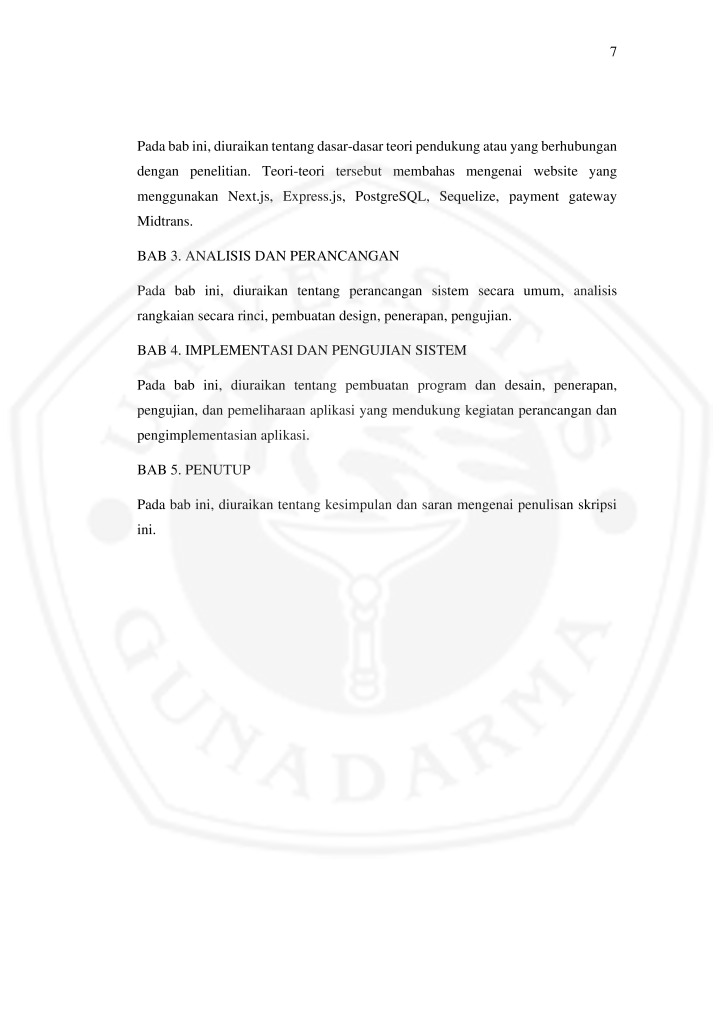 7
Pada bab ini, diuraikan tentang dasar-dasar teori pendukung atau yang berhubungan
dengan penelitian. Teori-teori tersebut membahas mengenai website yang
menggunakan Next.js, Express.js, PostgreSQL, Sequelize, payment gateway
Midtrans.
BAB 3. ANALISIS DAN PERANCANGAN
Pada bab ini, diuraikan tentang perancangan sistem secara umum, analisis
rangkaian secara rinci, pembuatan design, penerapan, pengujian.
BAB 4. IMPLEMENTASI DAN PENGUJIAN SISTEM
Pada bab ini, diuraikan tentang pembuatan program dan desain, penerapan,
pengujian, dan pemeliharaan aplikasi yang mendukung kegiatan perancangan dan
pengimplementasian aplikasi.
BAB 5. PENUTUP
Pada bab ini, diuraikan tentang kesimpulan dan saran mengenai penulisan skripsi
ini.
UNIVERSITAS
GUNADARMA